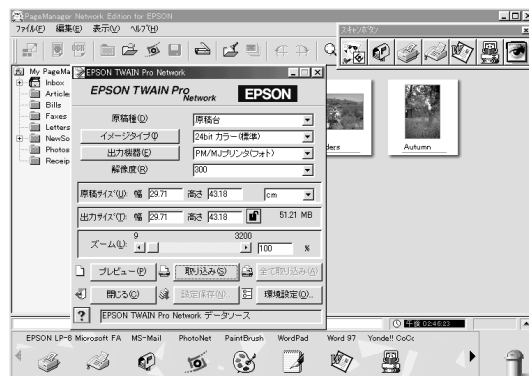 PageManager Network Edition for EPSON
ファイル(F) 編集(E) 表示(V) ヘルプ(H)
スキャンボタン
My PageMa
Inbox
Article
Bills
Faxes
Letters
NewSo
Photos
Receip
EPSON TWAIN Pro Network
EPSON TWAIN Pro
Network
EPSON
原稿種(D)
原稿台
イメージタイプ(I)
24bit カラー(標準)
出力機器(E)
PM/MJプリンタ(フォト)
解像度(R)
300
原稿サイズ(U): 幅 29.71 高さ 43.18 cm
出力サイズ(T): 幅 29.71 高さ 43.18 51.21 MB
9 3200
ズーム(L): 100 %
プレビュー(P) 取り込み(S) 全て取り込み(A)
閉じる(C) 設定保存(N).. 環境設定(O)..
EPSON TWAIN Pro Network データソース
ders
Autumn
午後 02:46:23
EPSON LP-8 Microsoft FA MS-Mail PhotoNet PaintBrush WordPad Word 97 Yonde!! CoCr